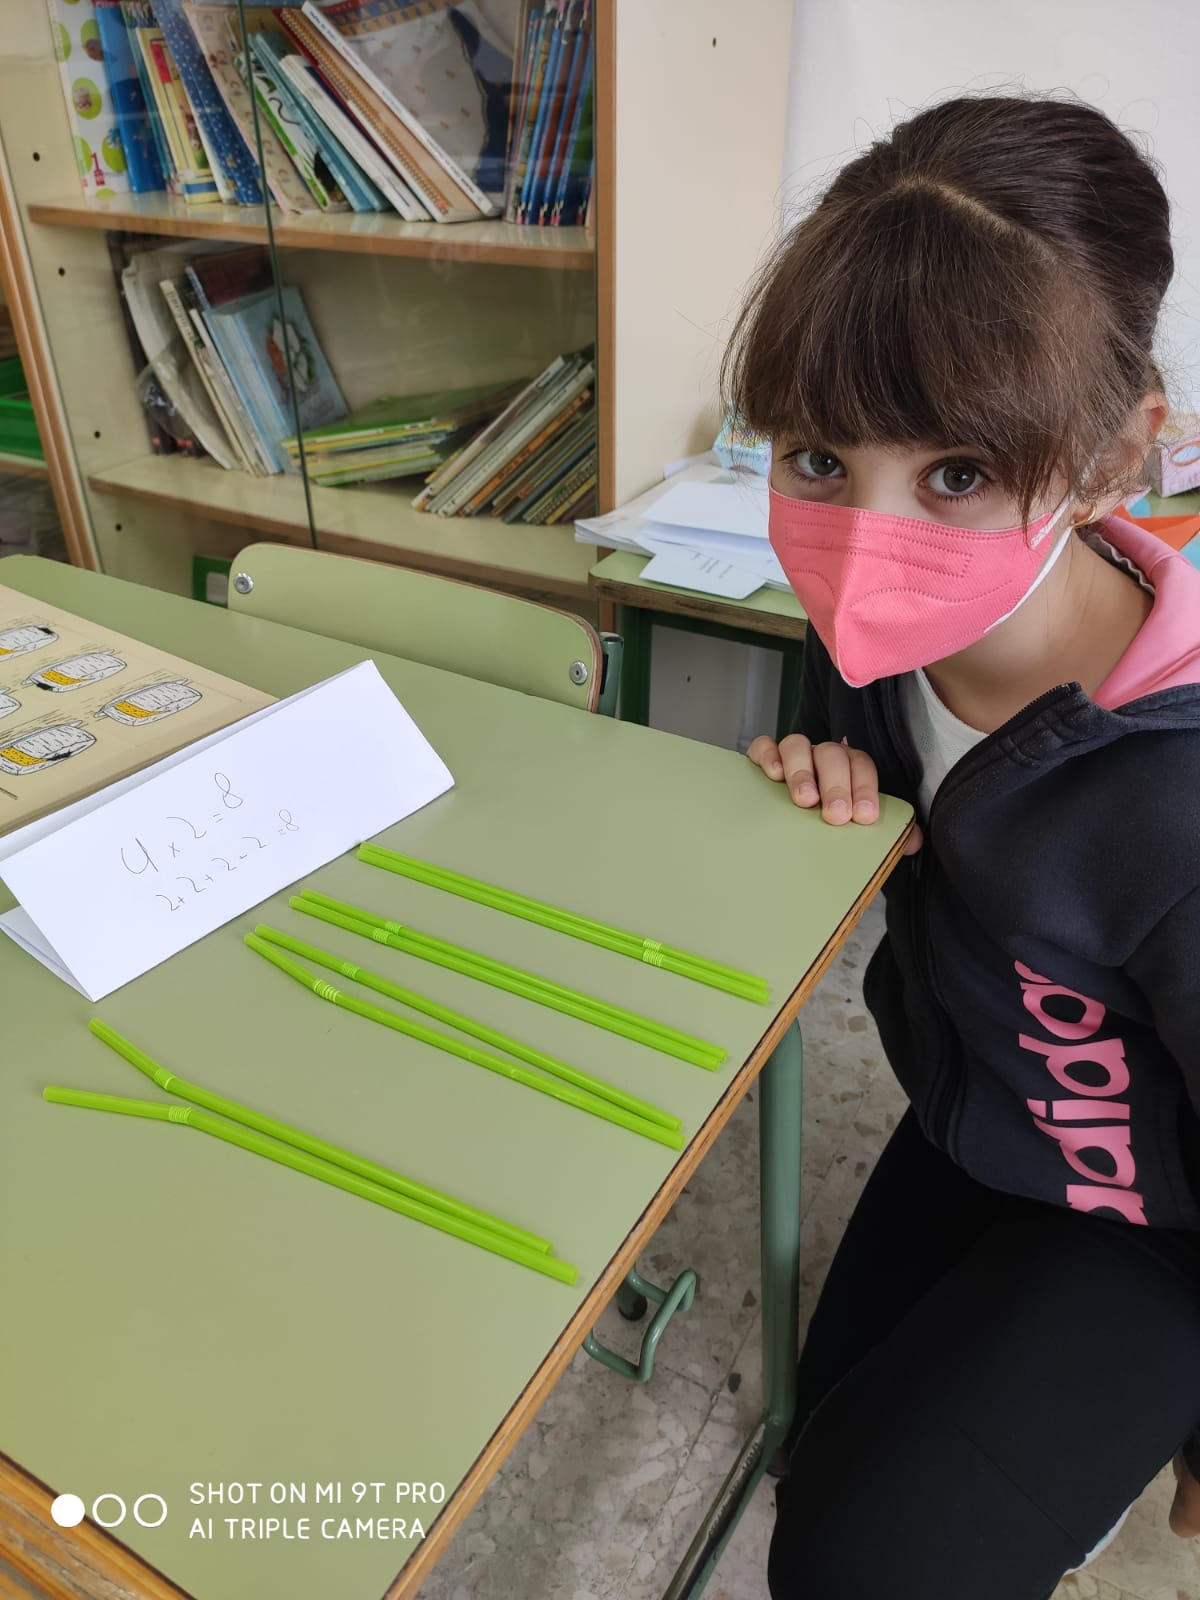 4 x 2 = 8
2+2+2+2=8
adidas
SHOT ON MI 9T PRO
AI TRIPLE CAMERA